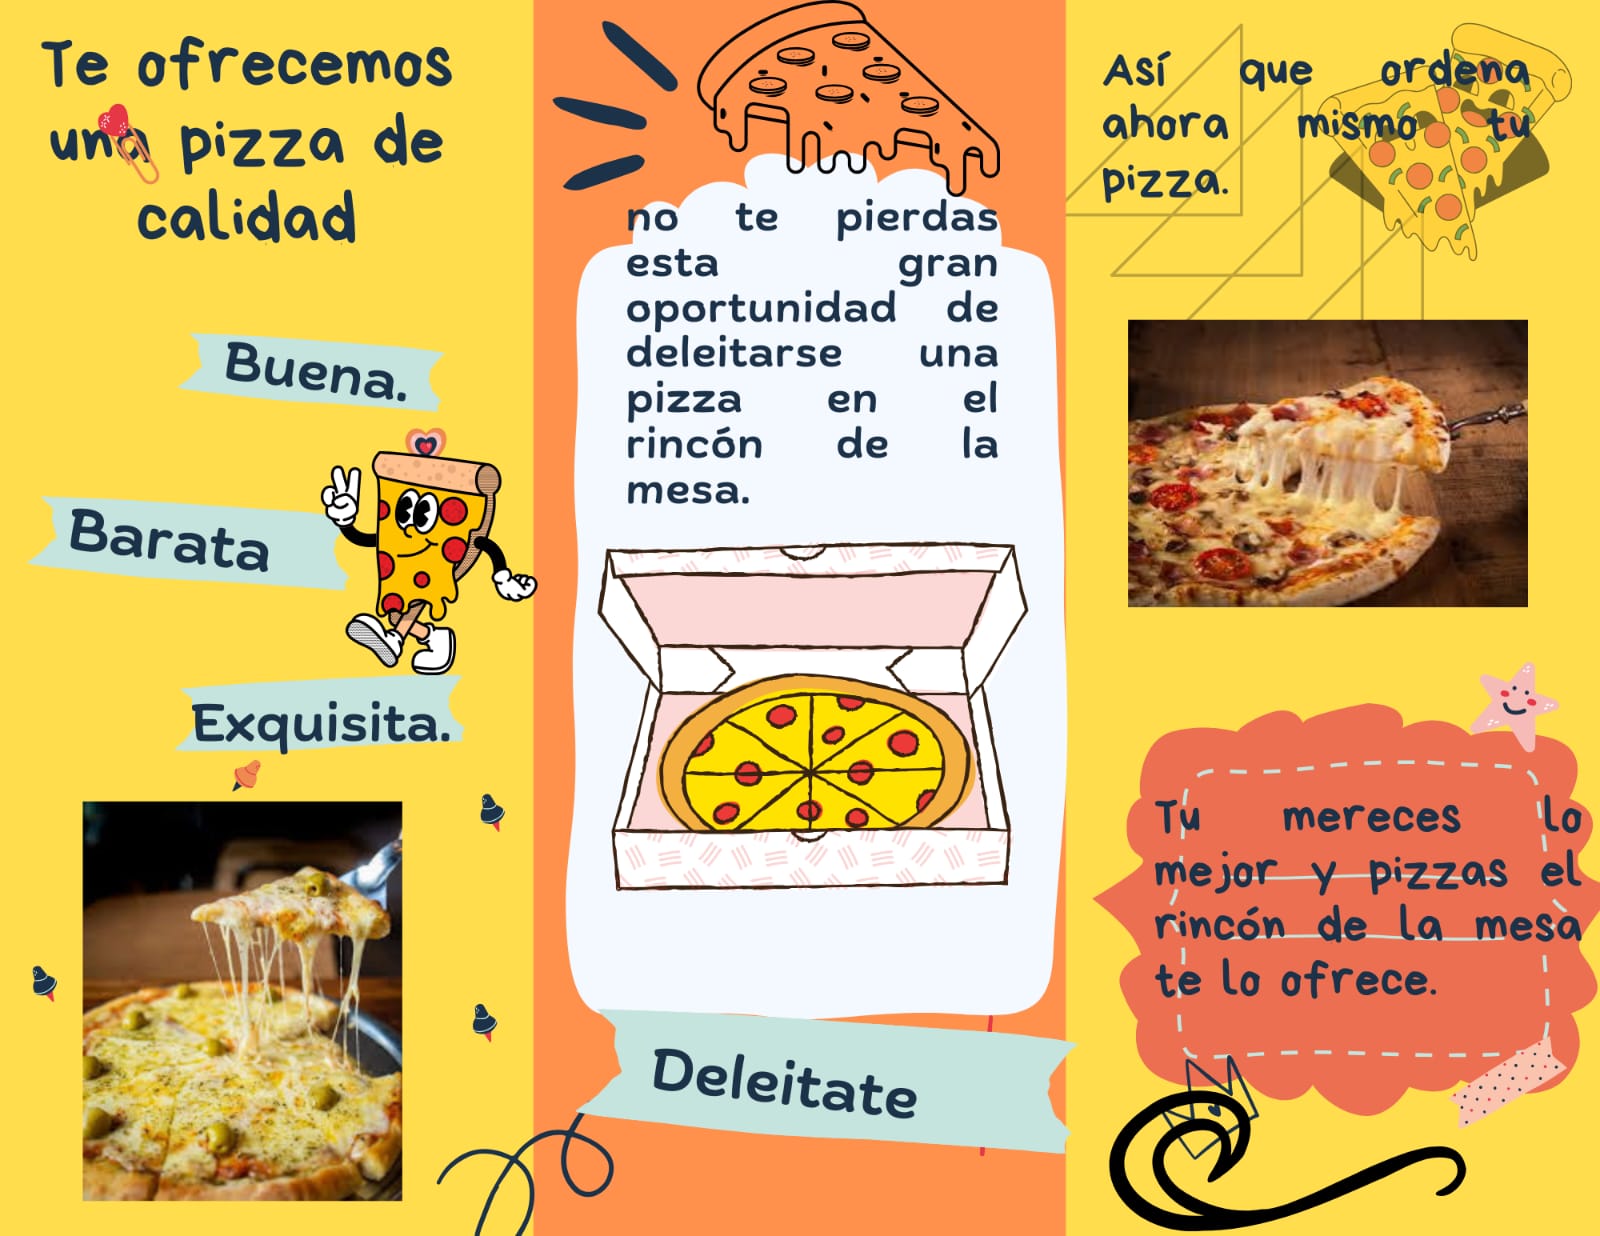 Te ofrecemos
una pizza de
calidad
Buena.
Barata
Exquisita.
no te pierdas
esta gran
oportunidad de
deleitarse una
pizza en el
rincón de la
mesa.
Deleitate
Así que ordena
ahora mismo tu
pizza.
Tu mereces lo
mejor y pizzas el
rincón de la mesa
te lo ofrece.